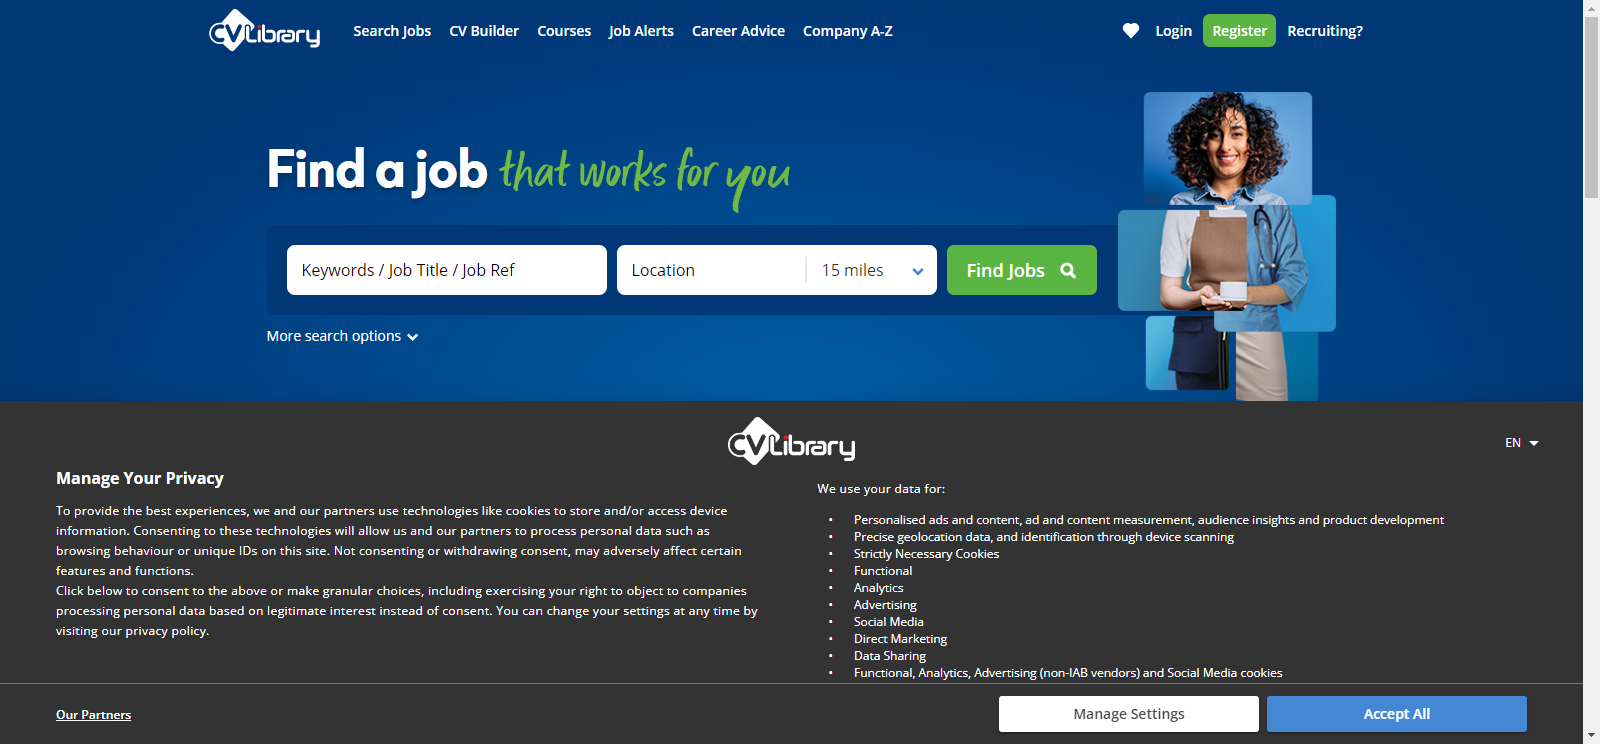 CVLibrary
Search Jobs
CV Builder
Courses
Job Alerts
Career Advice
Company A-Z
Login
Register
Recruiting?
Find a job that works for you
Keywords / Job Title / Job Ref
Location
15 miles
Find Jobs
More search options
CVLibrary
EN
Manage Your Privacy
To provide the best experiences, we and our partners use technologies like cookies to store and/or access device
information. Consenting to these technologies will allow us and our partners to process personal data such as
browsing behaviour or unique IDs on this site. Not consenting or withdrawing consent, may adversely affect certain
features and functions.
Click below to consent to the above or make granular choices, including exercising your right to object to companies
processing personal data based on legitimate interest instead of consent. You can change your settings at any time by
visiting our privacy policy.
We use your data for:
• Personalised ads and content, ad and content measurement, audience insights and product development
• Precise geolocation data, and identification through device scanning
• Strictly Necessary Cookies
• Functional
• Analytics
• Advertising
• Social Media
• Direct Marketing
• Data Sharing
• Functional, Analytics, Advertising (non-IAB vendors) and Social Media cookies
Our Partners
Manage Settings
Accept All